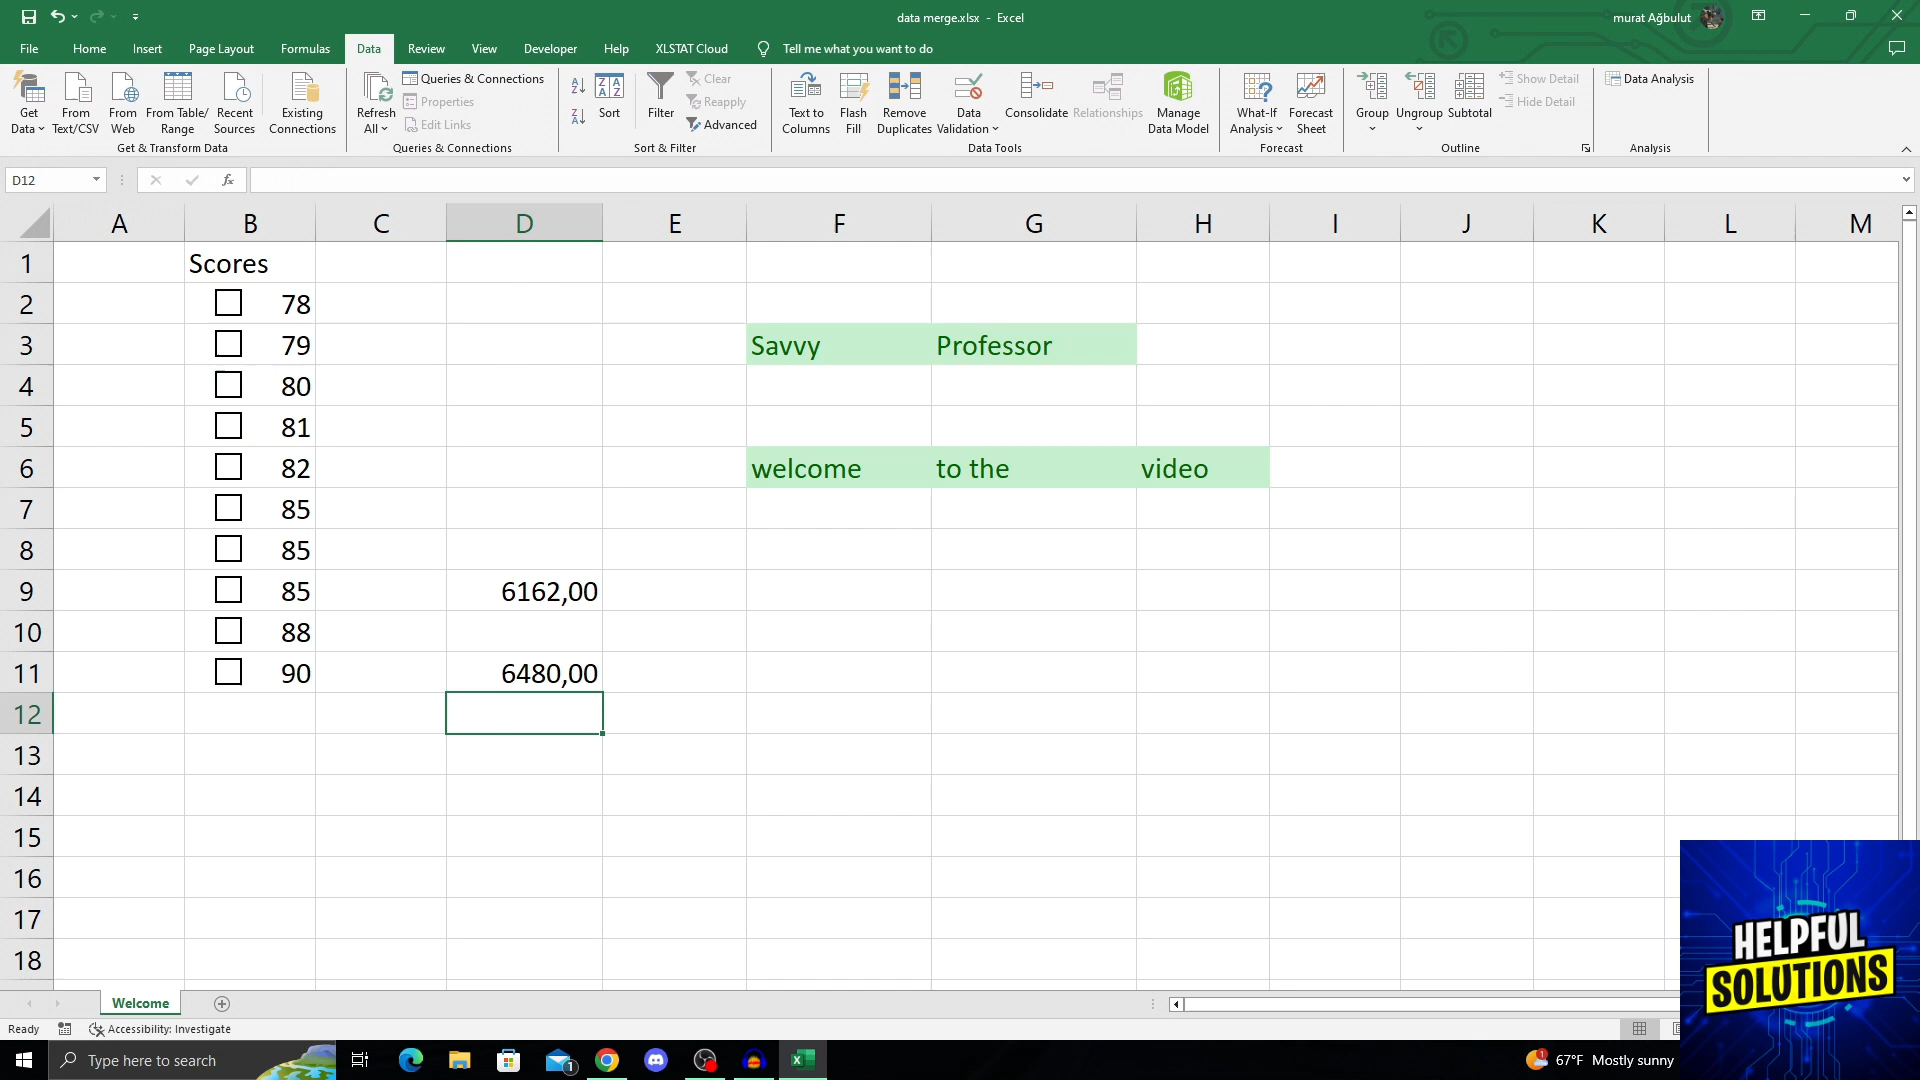 data merge.xlsx - Excel
murat Ağbulut
File Home Insert Page Layout Formulas Data Review View Developer Help XLSTAT Cloud Tell me what you want to do
Get Data
From Text/CSV
From Web
From Table/ Range
Recent Sources
Existing Connections
Get & Transform Data
Refresh All
Queries & Connections
Properties
Edit Links
Queries & Connections
Sort
Filter
Clear
Reapply
Advanced
Sort & Filter
Text to Columns
Flash Fill
Remove Duplicates
Data Validation
Consolidate
Relationships
Manage Data Model
Data Tools
What-If Analysis
Forecast Sheet
Forecast
Group
Ungroup
Subtotal
Show Detail
Hide Detail
Outline
Data Analysis
Analysis
D12
fx
A B C D E F G H I J K L M
1 Scores
2 78
3 79 Savvy Professor
4 80
5 81
6 82 welcome to the video
7 85
8 85
9 85 6162,00
10 88
11 90 6480,00
12
13
14
15
16
17
18
Welcome
Ready
Accessibility: Investigate
HELPFUL
SOLUTIONS
Type here to search
1
1
67°F Mostly sunny